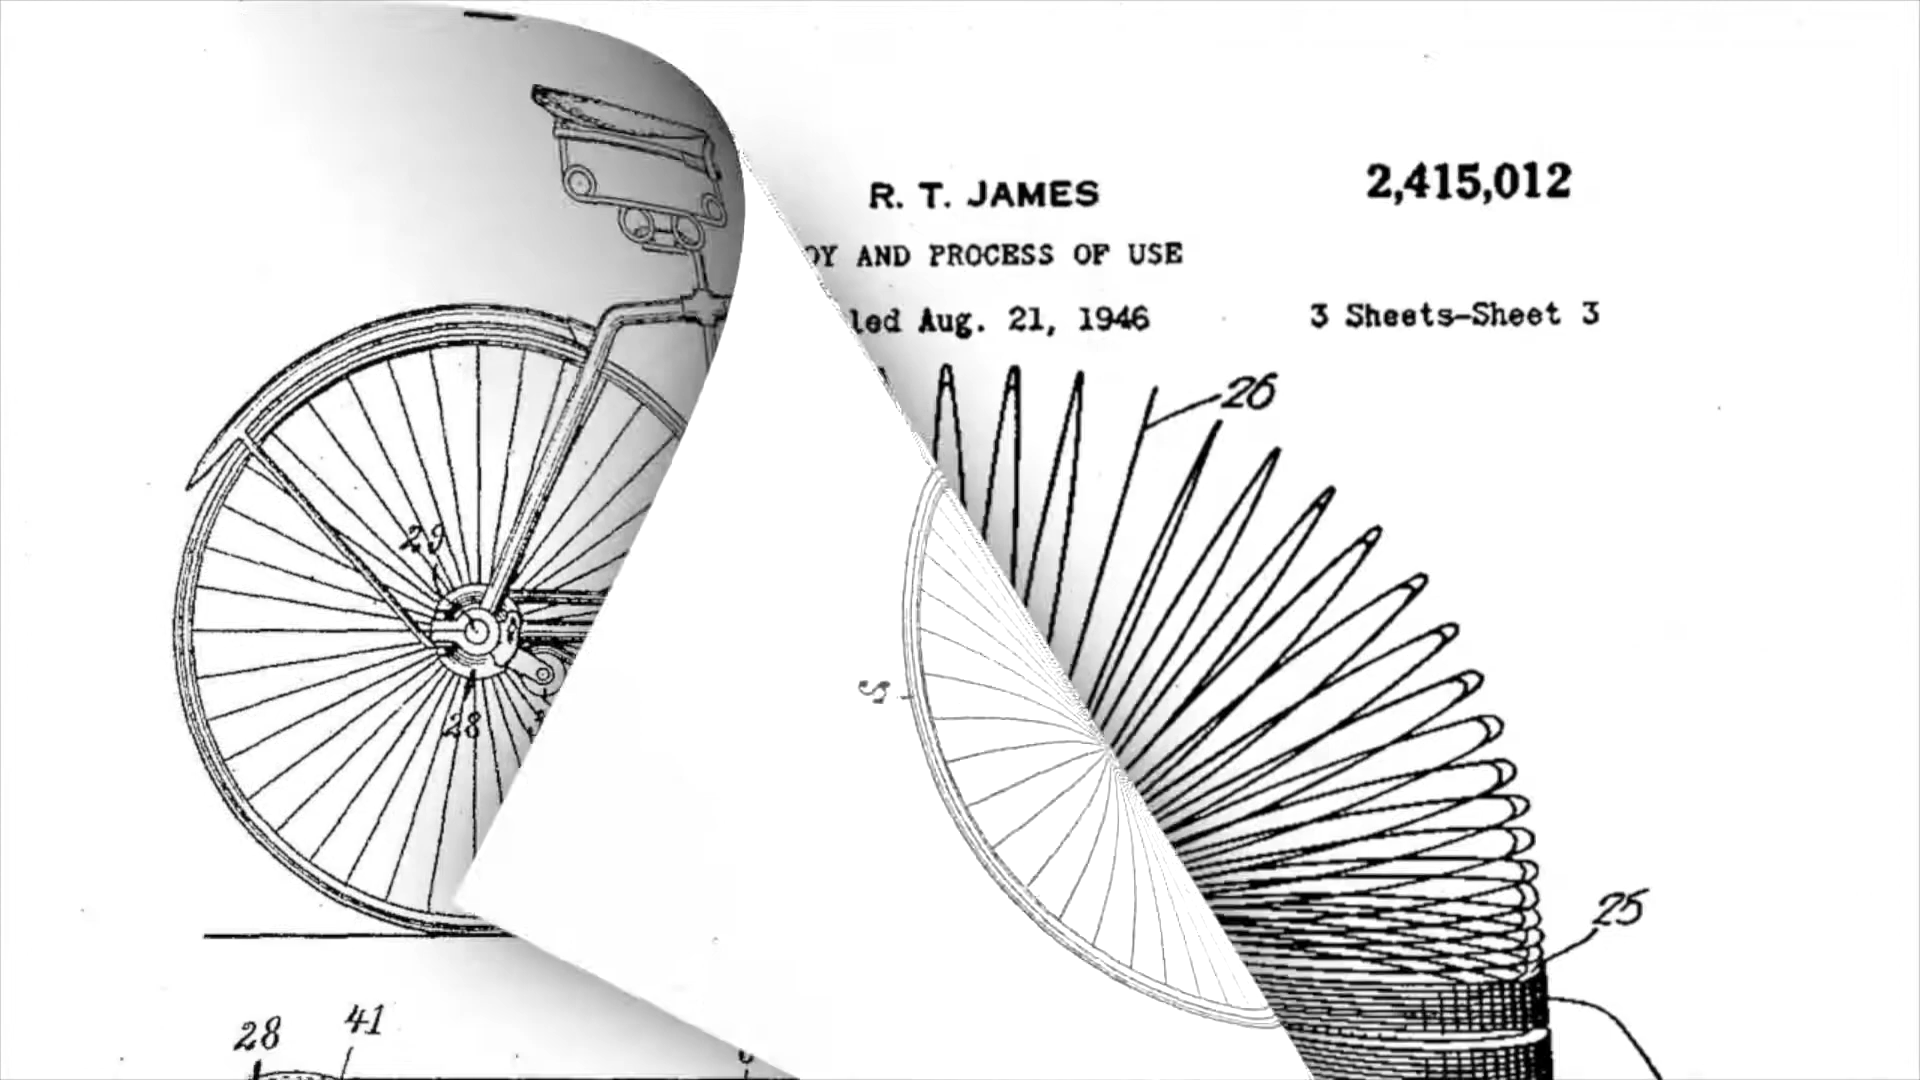 R. T. JAMES
2,415,012
OY AND PROCESS OF USE
led Aug. 21, 1946
3 Sheets-Sheet 3
26
29
28
S
25
28
41